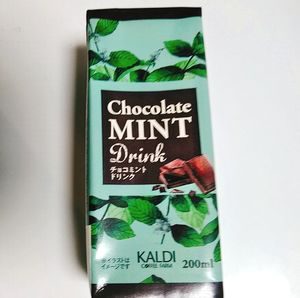 Chocolate
MINT
Drink
チョコミント
ドリンク
※イラストは
イメージです
KALDI
COFFEE FARM
200ml